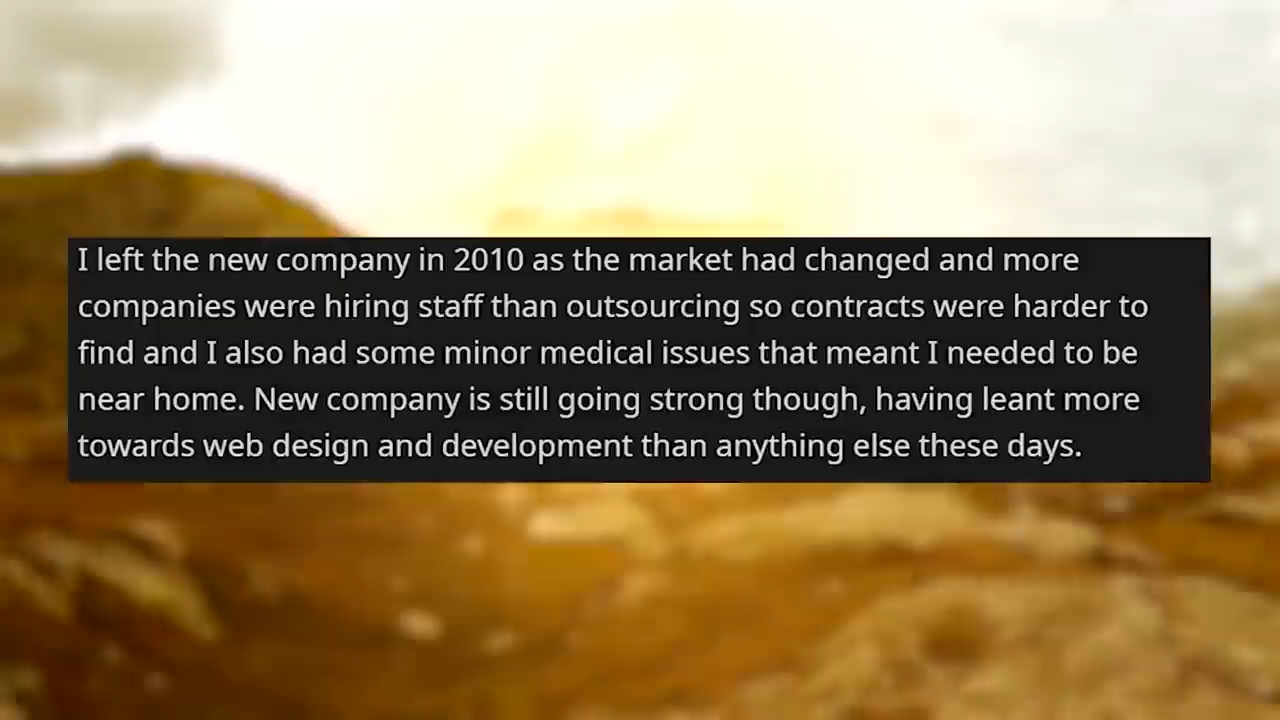 I left the new company in 2010 as the market had changed and more
companies were hiring staff than outsourcing so contracts were harder to
find and I also had some minor medical issues that meant I needed to be
near home. New company is still going strong though, having leant more
towards web design and development than anything else these days.